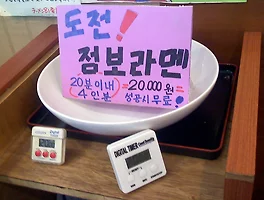 도전!
점보라멘
20분이내
(4인분) = 20.000원
성공시 무료!
DIGITAL TIMER